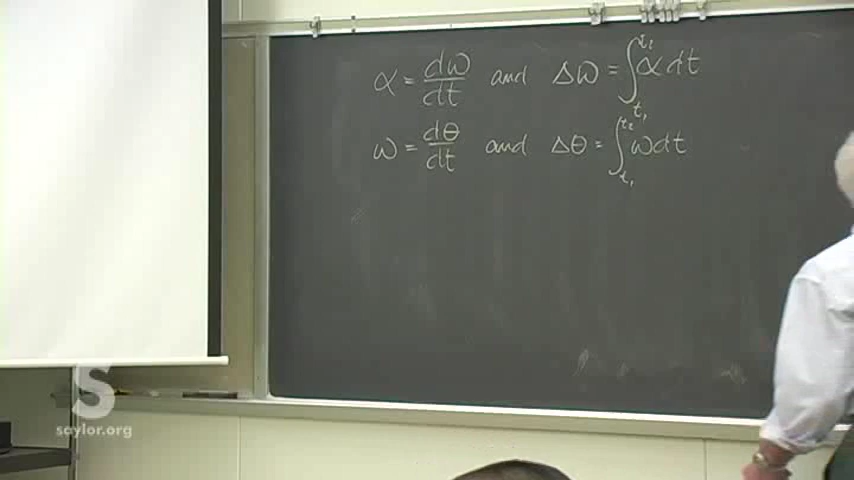 α = dω/dt and Δω = ∫_{t₁}^{t₂} α dt
ω = dθ/dt and Δθ = ∫_{t₁}^{t₂} ω dt
S
saylor.org